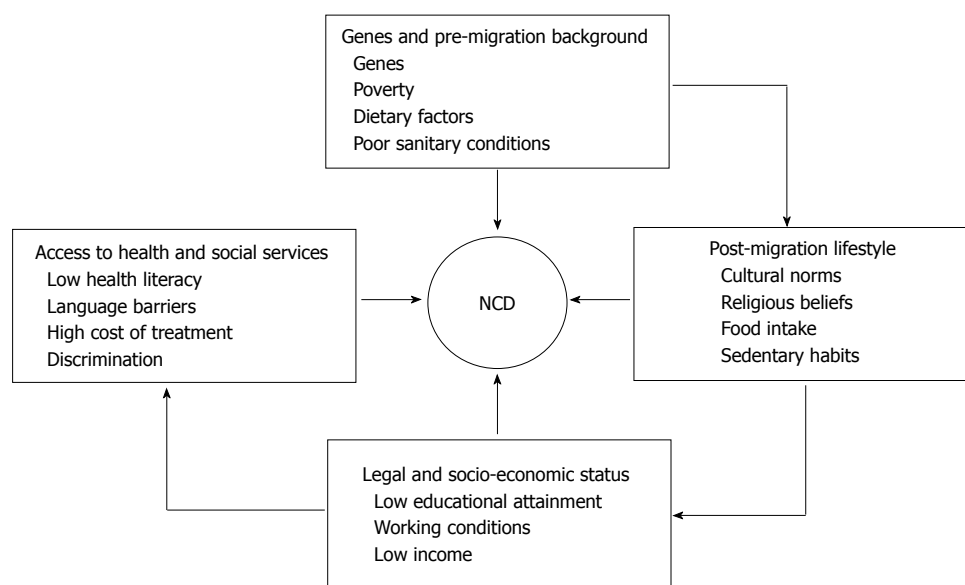 Genes and pre-migration background
Genes
Poverty
Dietary factors
Poor sanitary conditions
Access to health and social services
Low health literacy
Language barriers
High cost of treatment
Discrimination
NCD
Post-migration lifestyle
Cultural norms
Religious beliefs
Food intake
Sedentary habits
Legal and socio-economic status
Low educational attainment
Working conditions
Low income